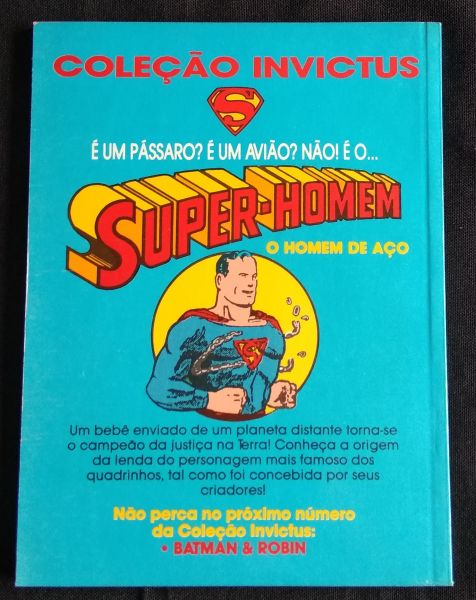 COLEÇÃO INVICTUS
S
É UM PÁSSARO? É UM AVIÃO? NÃO! É O...
SUPER-HOMEM
O HOMEM DE AÇO
S
Um bebê enviado de um planeta distante torna-se
o campeão da justiça na Terra! Conheça a origem
da lenda do personagem mais famoso dos
quadrinhos, tal como foi concebida por seus
criadores!
Não perca no próximo número
da Coleção Invictus:
• BATMAN & ROBIN